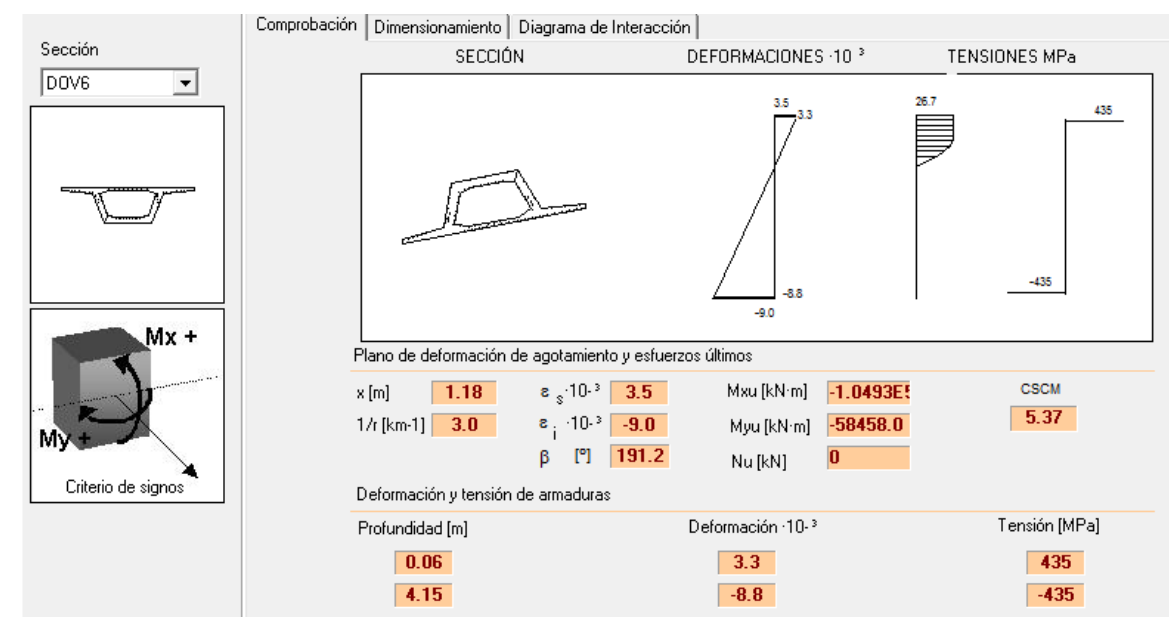 Comprobación Dimensionamiento Diagrama de Interacción
Sección
DOV6
SECCIÓN DEFORMACIONES ·10 ³ TENSIONES MPa
3.5
3.3
-8.8
-9.0
26.7
435
-435
Mx +
My +
Criterio de signos
Plano de deformación de agotamiento y esfuerzos últimos
x [m] 1.18 ε s ·10- ³ 3.5 Mxu [kN·m] -1.0493E5 CSCM
1/r [km-1] 3.0 ε i ·10- ³ -9.0 Myu [kN·m] -58458.0 5.37
β [º] 191.2 Nu [kN] 0
Deformación y tensión de armaduras
Profundidad [m] Deformación ·10- ³ Tensión [MPa]
0.06 3.3 435
4.15 -8.8 -435